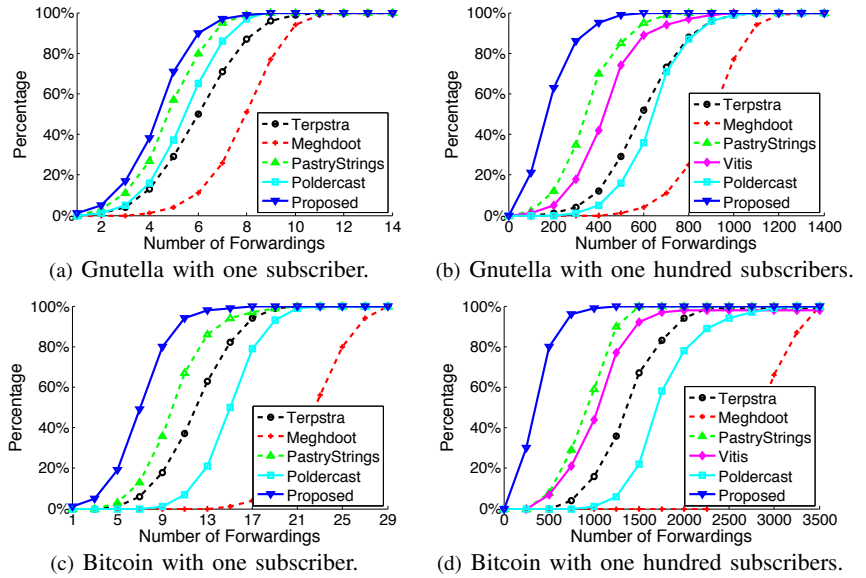 100%
80%
60%
40%
20%
0%
Percentage
Terpstra
Meghdoot
PastryStrings
Poldercast
Proposed
2 4 6 8 10 12 14
Number of Forwardings
(a) Gnutella with one subscriber.
100%
80%
60%
40%
20%
0%
Percentage
Terpstra
Meghdoot
PastryStrings
Vitis
Poldercast
Proposed
0 200 400 600 800 1000 1200 1400
Number of Forwardings
(b) Gnutella with one hundred subscribers.
100%
80%
60%
40%
20%
0%
Percentage
Terpstra
Meghdoot
PastryStrings
Poldercast
Proposed
1 5 9 13 17 21 25 29
Number of Forwardings
(c) Bitcoin with one subscriber.
100%
80%
60%
40%
20%
0%
Percentage
Terpstra
Meghdoot
PastryStrings
Vitis
Poldercast
Proposed
0 500 1000 1500 2000 2500 3000 3500
Number of Forwardings
(d) Bitcoin with one hundred subscribers.